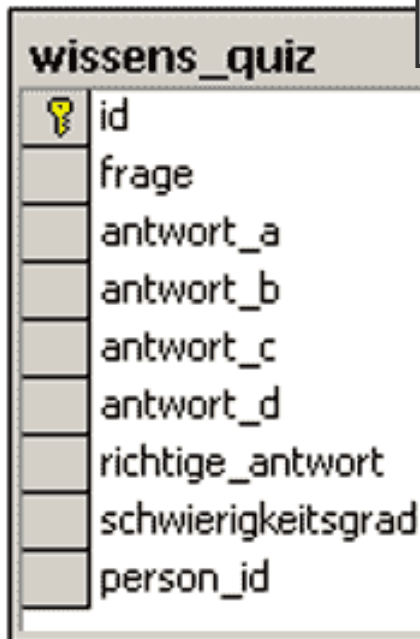 wissens_quiz
id
frage
antwort_a
antwort_b
antwort_c
antwort_d
richtige_antwort
schwierigkeitsgrad
person_id